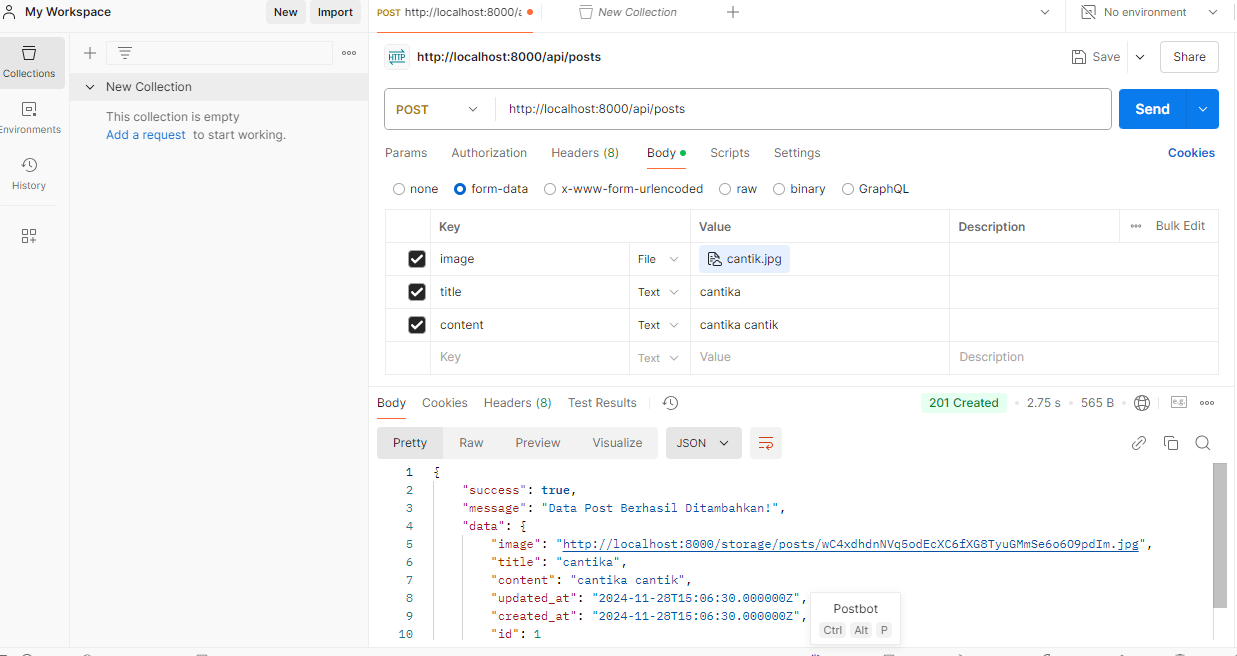 My Workspace New Import POST http://localhost:8000/a New Collection No environment
Collections
Environments
History
New Collection
This collection is empty
Add a request to start working.
HTTP http://localhost:8000/api/posts Save Share
POST http://localhost:8000/api/posts Send
Params Authorization Headers (8) Body Scripts Settings Cookies
none form-data x-www-form-urlencoded raw binary GraphQL
Key Value Description Bulk Edit
image File cantik.jpg
title Text cantika
content Text cantika cantik
Key Text Value Description
Body Cookies Headers (8) Test Results 201 Created 2.75 s 565 B e.g.
Pretty Raw Preview Visualize JSON
1 {
2 "success": true,
3 "message": "Data Post Berhasil Ditambahkan!",
4 "data": {
5 "image": "http://localhost:8000/storage/posts/wC4xdhdnNVq5odEcXC6fXG8TyuGMmSe6o6O9pdIm.jpg",
6 "title": "cantika",
7 "content": "cantika cantik",
8 "updated_at": "2024-11-28T15:06:30.000000Z",
9 "created_at": "2024-11-28T15:06:30.000000Z",
10 "id": 1
Postbot
Ctrl Alt P